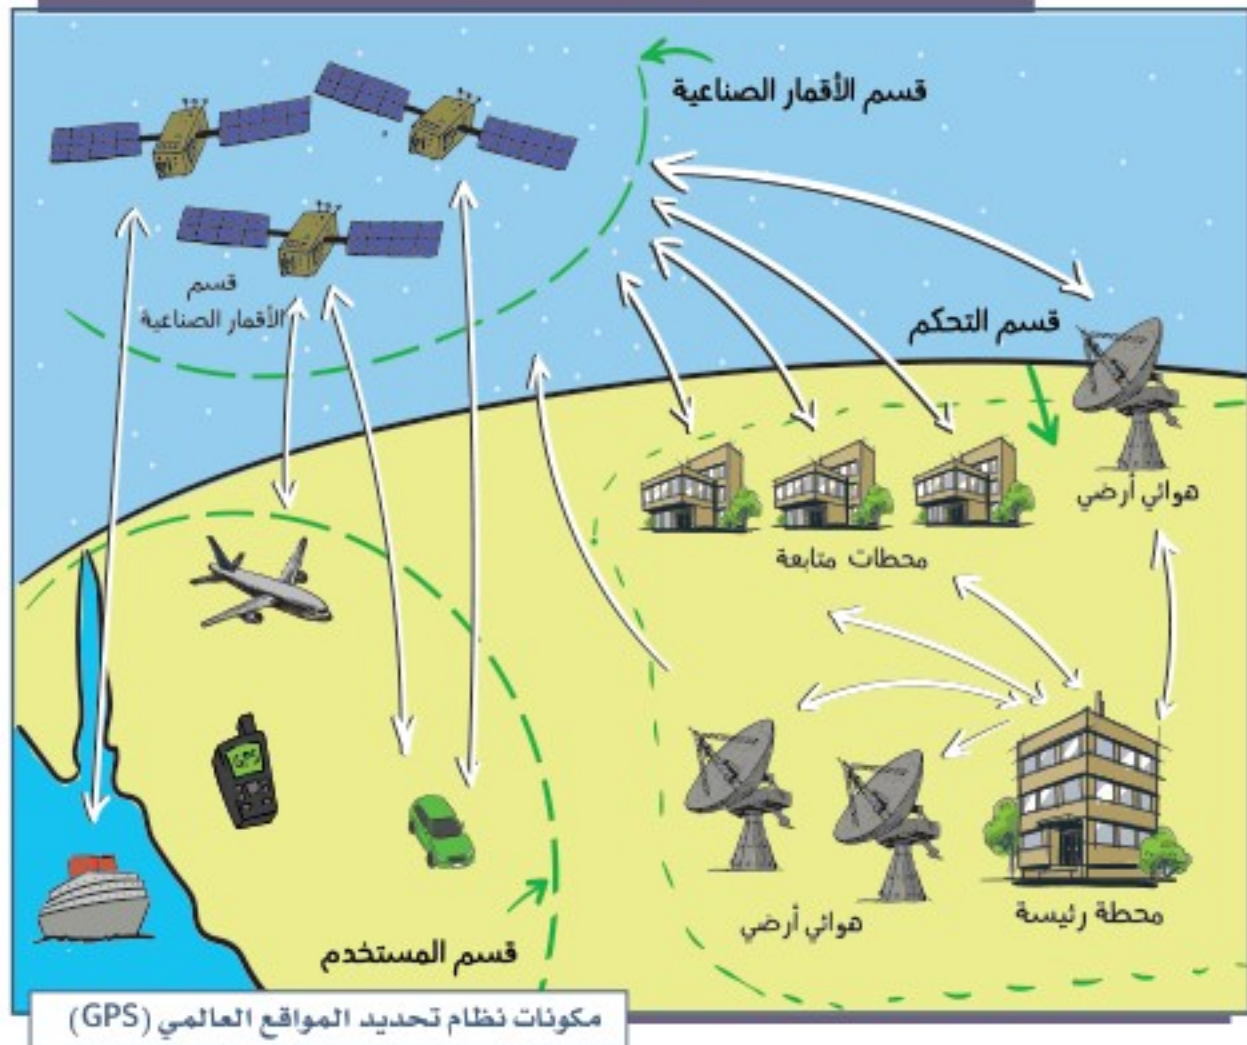 قسم الأقمار الصناعية
قسم
الأقمار الصناعية
قسم التحكم
هوائي أرضي
محطات متابعة
GPS
هوائي أرضي
محطة رئيسة
قسم المستخدم
مكونات نظام تحديد المواقع العالمي (GPS)